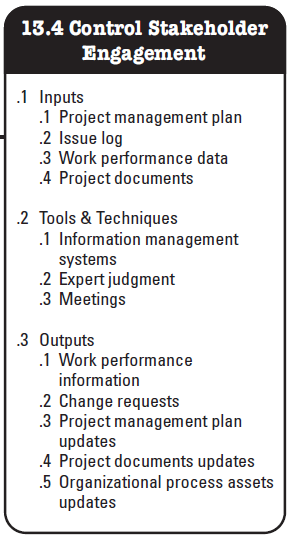 13.4 Control Stakeholder
Engagement
.1 Inputs
.1 Project management plan
.2 Issue log
.3 Work performance data
.4 Project documents
.2 Tools & Techniques
.1 Information management
systems
.2 Expert judgment
.3 Meetings
.3 Outputs
.1 Work performance
information
.2 Change requests
.3 Project management plan
updates
.4 Project documents updates
.5 Organizational process assets
updates